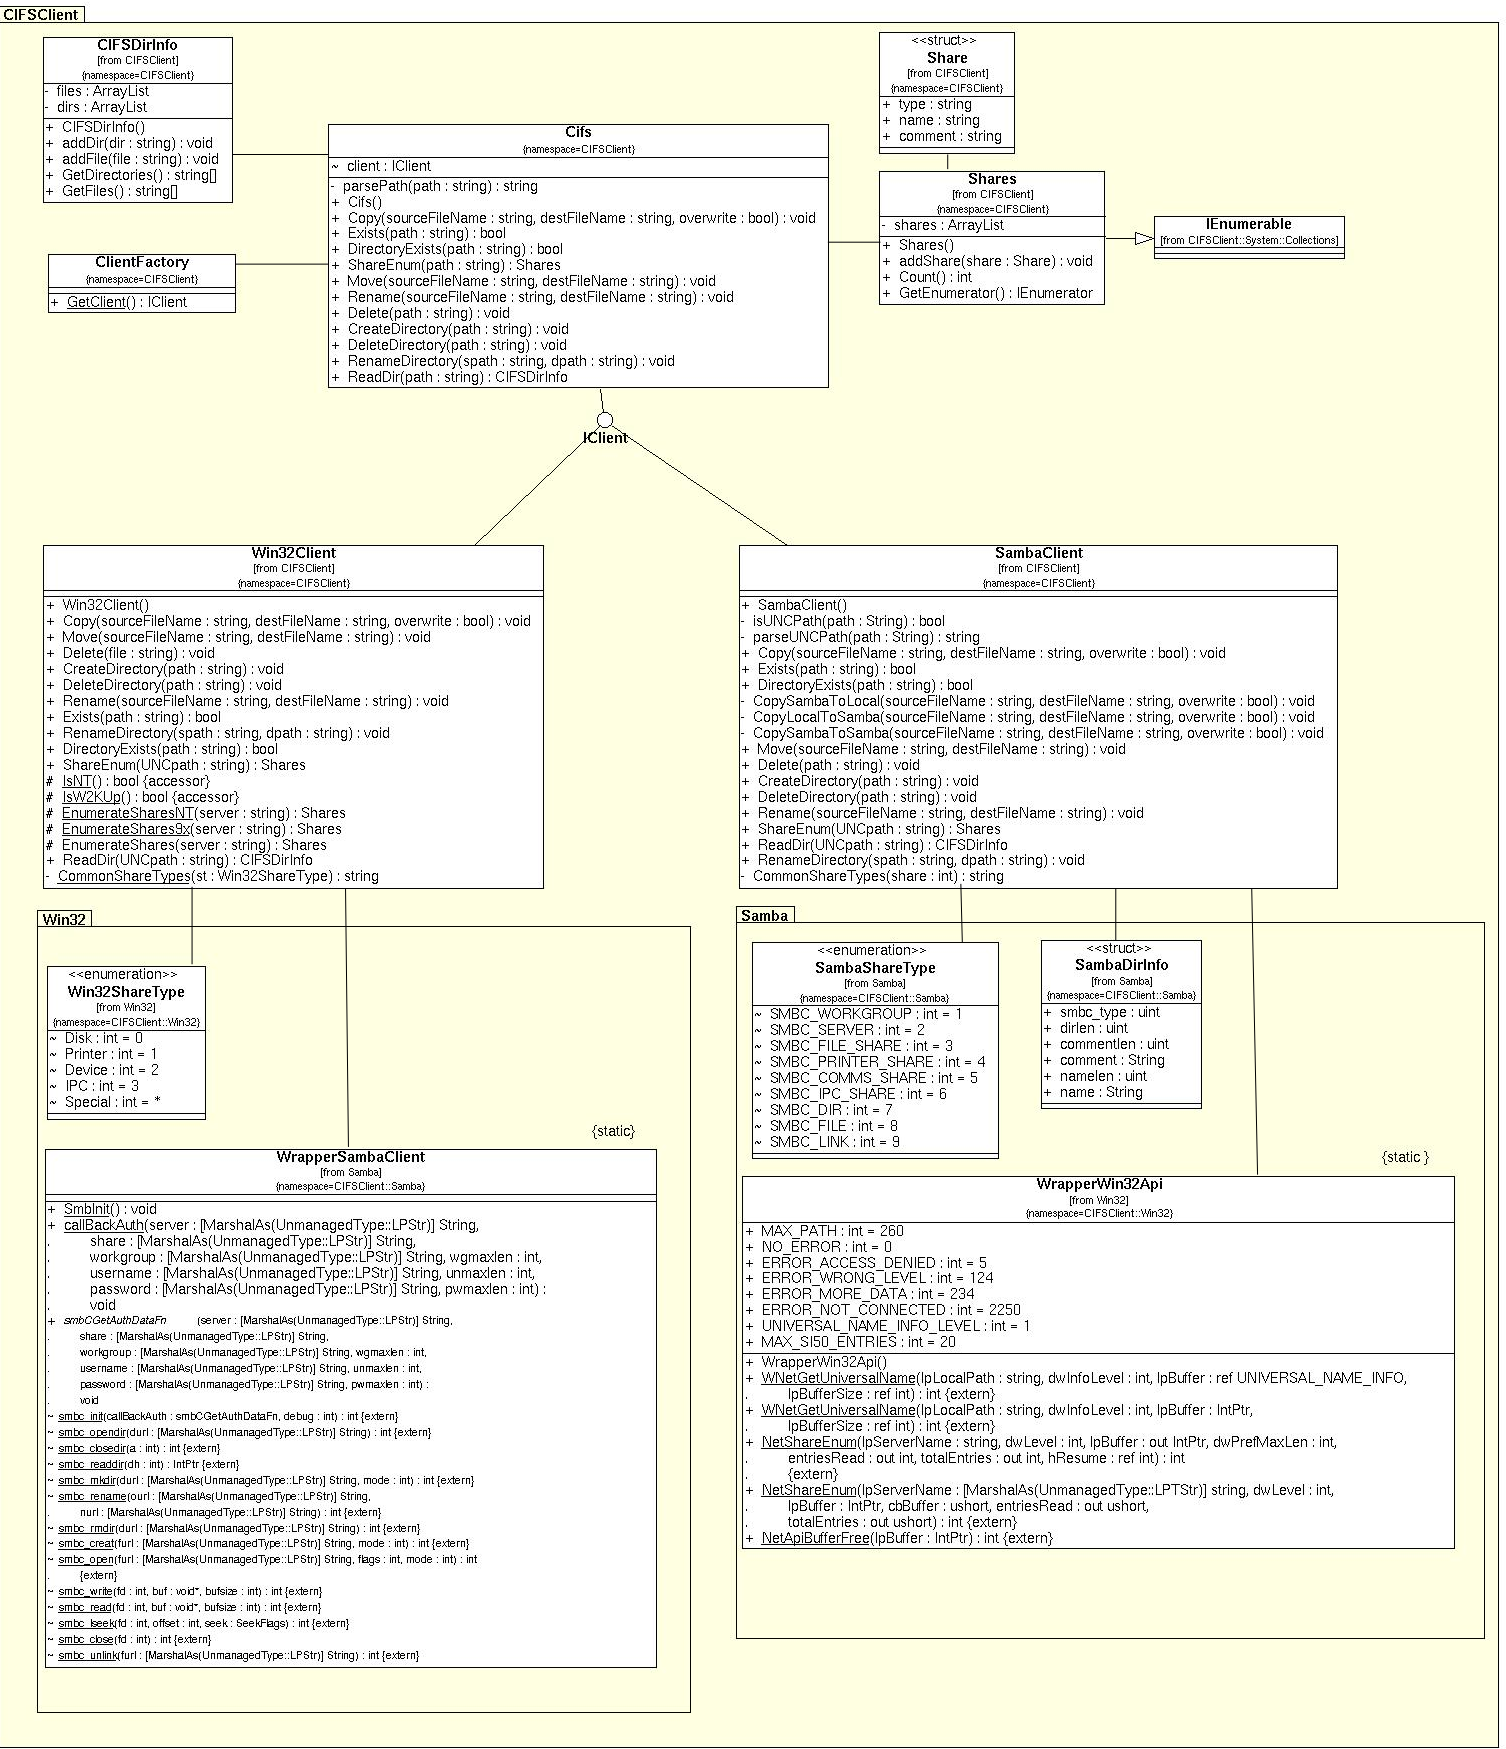 CIFSClient
CIFSDirInfo
[from CIFSClient]
{namespace=CIFSClient}
- files : ArrayList
- dirs : ArrayList
+ CIFSDirInfo()
+ addDir(dir : string) : void
+ addFile(file : string) : void
+ GetDirectories() : string[]
+ GetFiles() : string[]
ClientFactory
{namespace=CIFSClient}
+ GetClient() : IClient
Cifs
{namespace=CIFSClient}
~ client : IClient
- parsePath(path : string) : string
+ Cifs()
+ Copy(sourceFileName : string, destFileName : string, overwrite : bool) : void
+ Exists(path : string) : bool
+ DirectoryExists(path : string) : bool
+ ShareEnum(path : string) : Shares
+ Move(sourceFileName : string, destFileName : string) : void
+ Rename(sourceFileName : string, destFileName : string) : void
+ Delete(path : string) : void
+ CreateDirectory(path : string) : void
+ DeleteDirectory(path : string) : void
+ RenameDirectory(spath : string, dpath : string) : void
+ ReadDir(path : string) : CIFSDirInfo
<<struct>>
Share
[from CIFSClient]
{namespace=CIFSClient}
+ type : string
+ name : string
+ comment : string
Shares
[from CIFSClient]
{namespace=CIFSClient}
- shares : ArrayList
+ Shares()
+ addShare(share : Share) : void
+ Count() : int
+ GetEnumerator() : IEnumerator
IEnumerable
[from CIFSClient::System::Collections]
IClient
Win32Client
[from CIFSClient]
{namespace=CIFSClient}
+ Win32Client()
+ Copy(sourceFileName : string, destFileName : string, overwrite : bool) : void
+ Move(sourceFileName : string, destFileName : string) : void
+ Delete(file : string) : void
+ CreateDirectory(path : string) : void
+ DeleteDirectory(path : string) : void
+ Rename(sourceFileName : string, destFileName : string) : void
+ Exists(path : string) : bool
+ RenameDirectory(spath : string, dpath : string) : void
+ DirectoryExists(path : string) : bool
+ ShareEnum(UNCpath : string) : Shares
# IsNT() : bool {accessor}
# IsW2KUp() : bool {accessor}
# EnumerateSharesNT(server : string) : Shares
# EnumerateShares9x(server : string) : Shares
# EnumerateShares(server : string) : Shares
+ ReadDir(UNCpath : string) : CIFSDirInfo
- CommonShareTypes(st : Win32ShareType) : string
SambaClient
[from CIFSClient]
{namespace=CIFSClient}
+ SambaClient()
- isUNCPath(path : String) : bool
- parseUNCPath(path : String) : string
+ Copy(sourceFileName : string, destFileName : string, overwrite : bool) : void
+ Exists(path : string) : bool
+ DirectoryExists(path : string) : bool
- CopySambaToLocal(sourceFileName : string, destFileName : string, overwrite : bool) : void
- CopyLocalToSamba(sourceFileName : string, destFileName : string, overwrite : bool) : void
- CopySambaToSamba(sourceFileName : string, destFileName : string, overwrite : bool) : void
+ Move(sourceFileName : string, destFileName : string) : void
+ Delete(path : string) : void
+ CreateDirectory(path : string) : void
+ DeleteDirectory(path : string) : void
+ Rename(sourceFileName : string, destFileName : string) : void
+ ShareEnum(UNCpath : string) : Shares
+ ReadDir(UNCpath : string) : CIFSDirInfo
+ RenameDirectory(spath : string, dpath : string) : void
- CommonShareTypes(share : int) : string
Win32
<<enumeration>>
Win32ShareType
[from Win32]
{namespace=CIFSClient::Win32}
~ Disk : int = 0
~ Printer : int = 1
~ Device : int = 2
~ IPC : int = 3
~ Special : int = *
{static}
WrapperSambaClient
[from Samba]
{namespace=CIFSClient::Samba}
+ SmbInit() : void
+ callBackAuth(server : [MarshalAs(UnmanagedType::LPStr)] String,
. share : [MarshalAs(UnmanagedType::LPStr)] String,
. workgroup : [MarshalAs(UnmanagedType::LPStr)] String, wgmaxlen : int,
. username : [MarshalAs(UnmanagedType::LPStr)] String, unmaxlen : int,
. password : [MarshalAs(UnmanagedType::LPStr)] String, pwmaxlen : int) :
. void
+ smbCGetAuthDataFn (server : [MarshalAs(UnmanagedType::LPStr)] String,
. share : [MarshalAs(UnmanagedType::LPStr)] String,
. workgroup : [MarshalAs(UnmanagedType::LPStr)] String, wgmaxlen : int,
. username : [MarshalAs(UnmanagedType::LPStr)] String, unmaxlen : int,
. password : [MarshalAs(UnmanagedType::LPStr)] String, pwmaxlen : int) :
. void
~ smbc_init(callBackAuth : smbCGetAuthDataFn, debug : int) : int {extern}
~ smbc_opendir(durl : [MarshalAs(UnmanagedType::LPStr)] String) : int {extern}
~ smbc_closedir(a : int) : int {extern}
~ smbc_readdir(dh : int) : IntPtr {extern}
~ smbc_mkdir(durl : [MarshalAs(UnmanagedType::LPStr)] String, mode : int) : int {extern}
~ smbc_rename(ourl : [MarshalAs(UnmanagedType::LPStr)] String,
. nurl : [MarshalAs(UnmanagedType::LPStr)] String) : int {extern}
~ smbc_rmdir(durl : [MarshalAs(UnmanagedType::LPStr)] String) : int {extern}
~ smbc_creat(furl : [MarshalAs(UnmanagedType::LPStr)] String, mode : int) : int {extern}
~ smbc_open(furl : [MarshalAs(UnmanagedType::LPStr)] String, flags : int, mode : int) : int
. {extern}
~ smbc_write(fd : int, buf : void*, bufsize : int) : int {extern}
~ smbc_read(fd : int, buf : void*, bufsize : int) : int {extern}
~ smbc_lseek(fd : int, offset : int, seek : SeekFlags) : int {extern}
~ smbc_close(fd : int) : int {extern}
~ smbc_unlink(furl : [MarshalAs(UnmanagedType::LPStr)] String) : int {extern}
Samba
<<enumeration>>
SambaShareType
[from Samba]
{namespace=CIFSClient::Samba}
~ SMBC_WORKGROUP : int = 1
~ SMBC_SERVER : int = 2
~ SMBC_FILE_SHARE : int = 3
~ SMBC_PRINTER_SHARE : int = 4
~ SMBC_COMMS_SHARE : int = 5
~ SMBC_IPC_SHARE : int = 6
~ SMBC_DIR : int = 7
~ SMBC_FILE : int = 8
~ SMBC_LINK : int = 9
<<struct>>
SambaDirInfo
[from Samba]
{namespace=CIFSClient::Samba}
+ smbc_type : uint
+ dirlen : uint
+ commentlen : uint
+ comment : String
+ namelen : uint
+ name : String
{static }
WrapperWin32Api
[from Win32]
{namespace=CIFSClient::Win32}
+ MAX_PATH : int = 260
+ NO_ERROR : int = 0
+ ERROR_ACCESS_DENIED : int = 5
+ ERROR_WRONG_LEVEL : int = 124
+ ERROR_MORE_DATA : int = 234
+ ERROR_NOT_CONNECTED : int = 2250
+ UNIVERSAL_NAME_INFO_LEVEL : int = 1
+ MAX_SI50_ENTRIES : int = 20
+ WrapperWin32Api()
+ WNetGetUniversalName(lpLocalPath : string, dwInfoLevel : int, lpBuffer : ref UNIVERSAL_NAME_INFO,
. lpBufferSize : ref int) : int {extern}
+ WNetGetUniversalName(lpLocalPath : string, dwInfoLevel : int, lpBuffer : IntPtr,
. lpBufferSize : ref int) : int {extern}
+ NetShareEnum(lpServerName : string, dwLevel : int, lpBuffer : out IntPtr, dwPrefMaxLen : int,
. entriesRead : out int, totalEntries : out int, hResume : ref int) : int
. {extern}
+ NetShareEnum(lpServerName : [MarshalAs(UnmanagedType::LPTStr)] string, dwLevel : int,
. lpBuffer : IntPtr, cbBuffer : ushort, entriesRead : out ushort,
. totalEntries : out ushort) : int {extern}
+ NetApiBufferFree(lpBuffer : IntPtr) : int {extern}